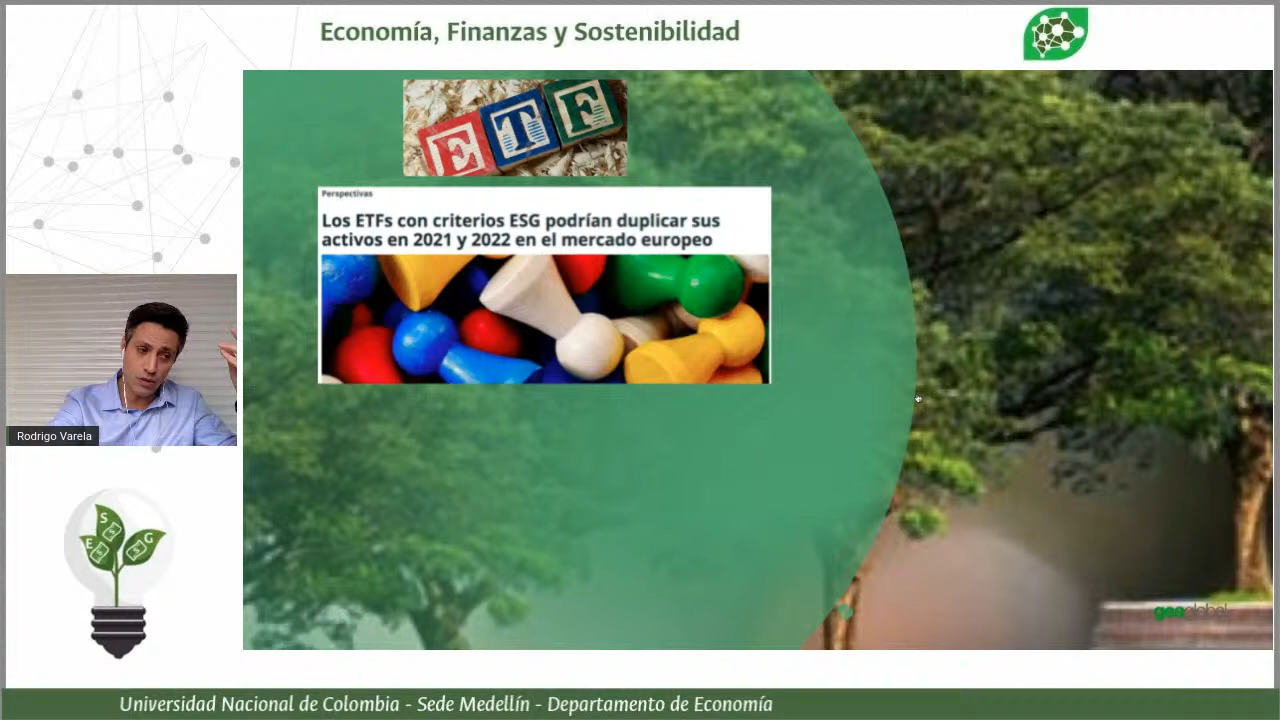 Economía, Finanzas y Sostenibilidad
ETF
Perspectivas
Los ETFs con criterios ESG podrían duplicar sus
activos en 2021 y 2022 en el mercado europeo
Rodrigo Varela
S
E
G
Universidad Nacional de Colombia - Sede Medellín - Departamento de Economía